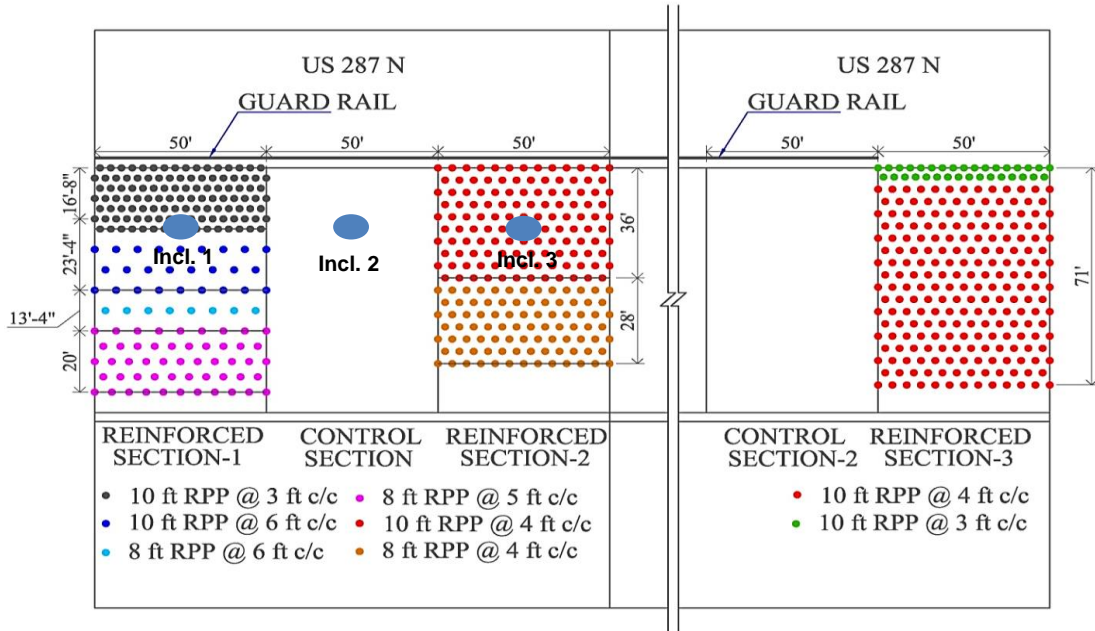 US 287 N
US 287 N
GUARD RAIL
GUARD RAIL
50'
50'
50'
50'
50'
16'-8"
23'-4"
13'-4"
20'
36'
28'
71'
Incl. 1
Incl. 2
Incl. 3
REINFORCED
SECTION-1
CONTROL
SECTION
REINFORCED
SECTION-2
CONTROL
SECTION-2
REINFORCED
SECTION-3
10 ft RPP @ 3 ft c/c
10 ft RPP @ 6 ft c/c
8 ft RPP @ 6 ft c/c
8 ft RPP @ 5 ft c/c
10 ft RPP @ 4 ft c/c
8 ft RPP @ 4 ft c/c
10 ft RPP @ 4 ft c/c
10 ft RPP @ 3 ft c/c